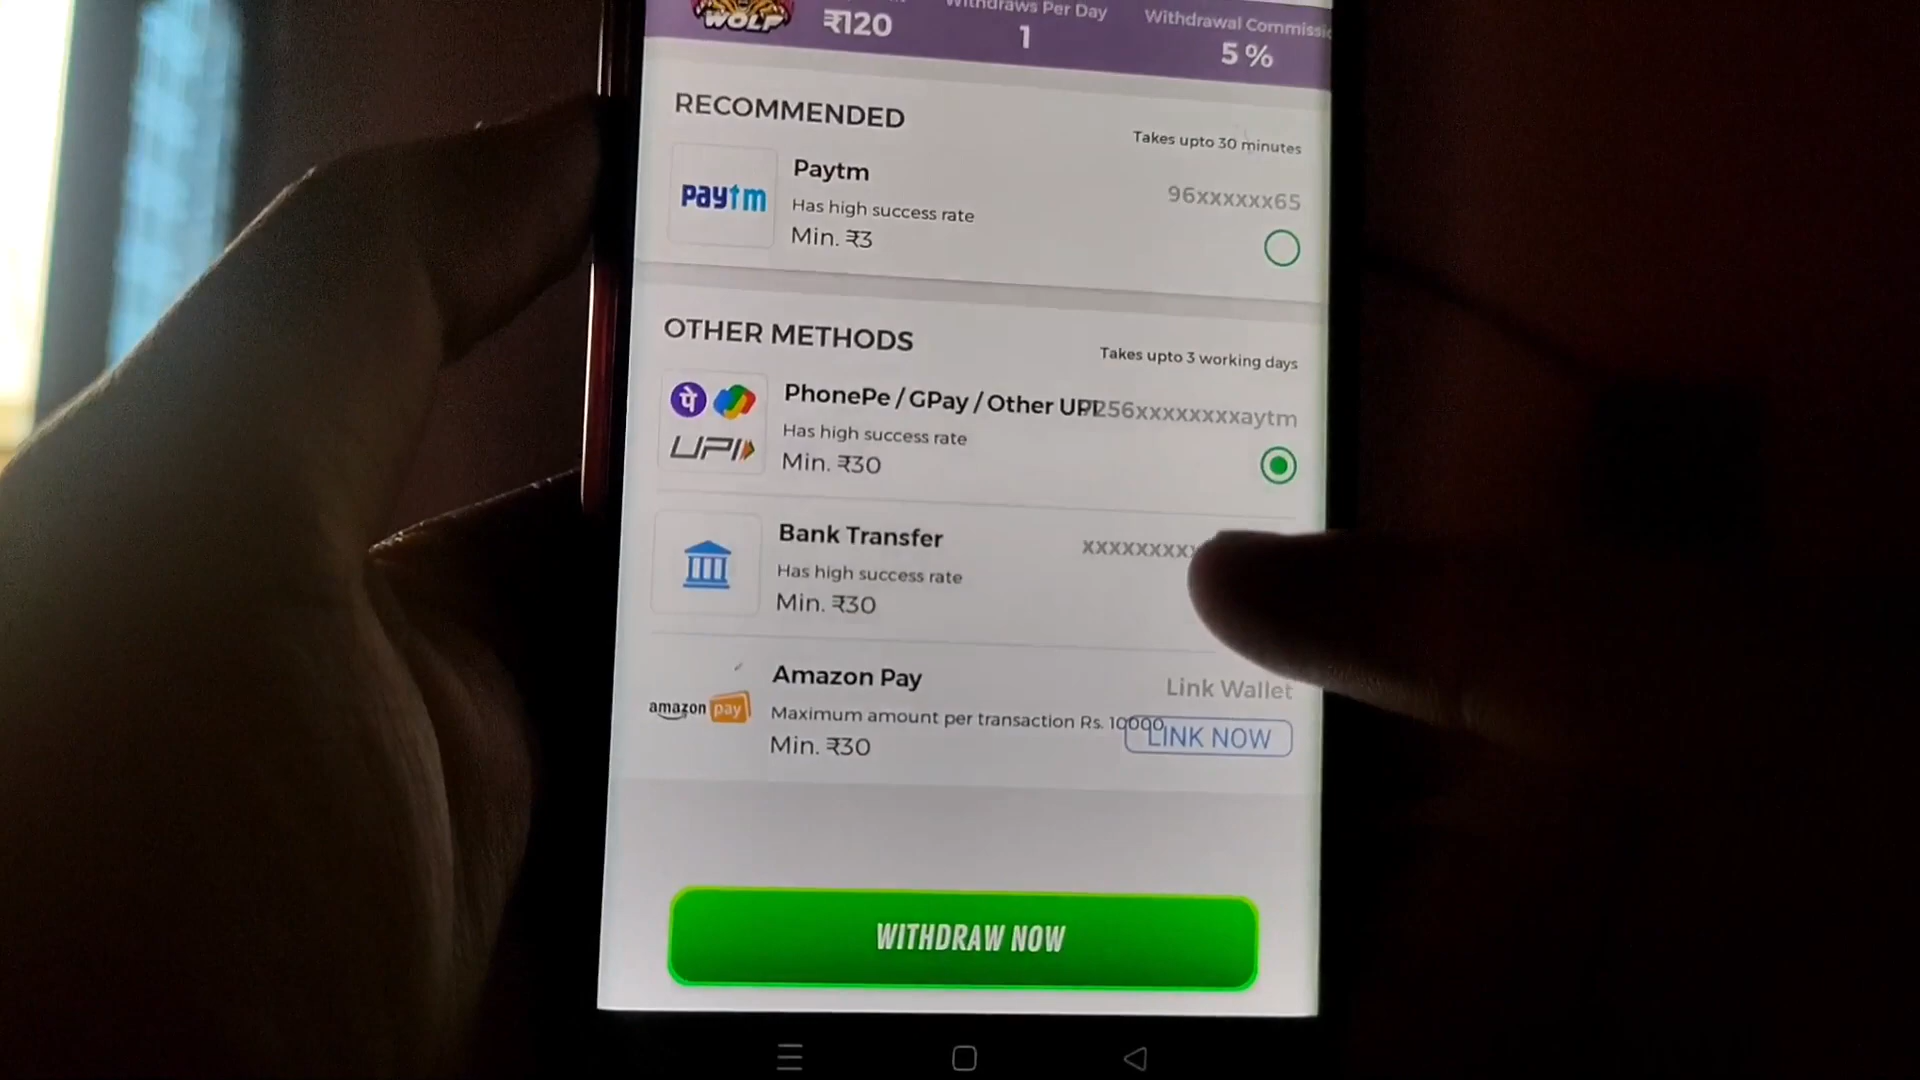 WOLF
₹120
Withdraws Per Day
1
Withdrawal Commissio
5 %
RECOMMENDED
Takes upto 30 minutes
paytm
Paytm
96xxxxxx65
Has high success rate
Min. ₹3
OTHER METHODS
Takes upto 3 working days
पे
UPI
PhonePe / GPay / Other UPI
256xxxxxxxxaytm
Has high success rate
Min. ₹30
Bank Transfer
xxxxxxxxx
Has high success rate
Min. ₹30
Amazon Pay
Link Wallet
amazon pay
Maximum amount per transaction Rs. 10000
LINK NOW
Min. ₹30
WITHDRAW NOW